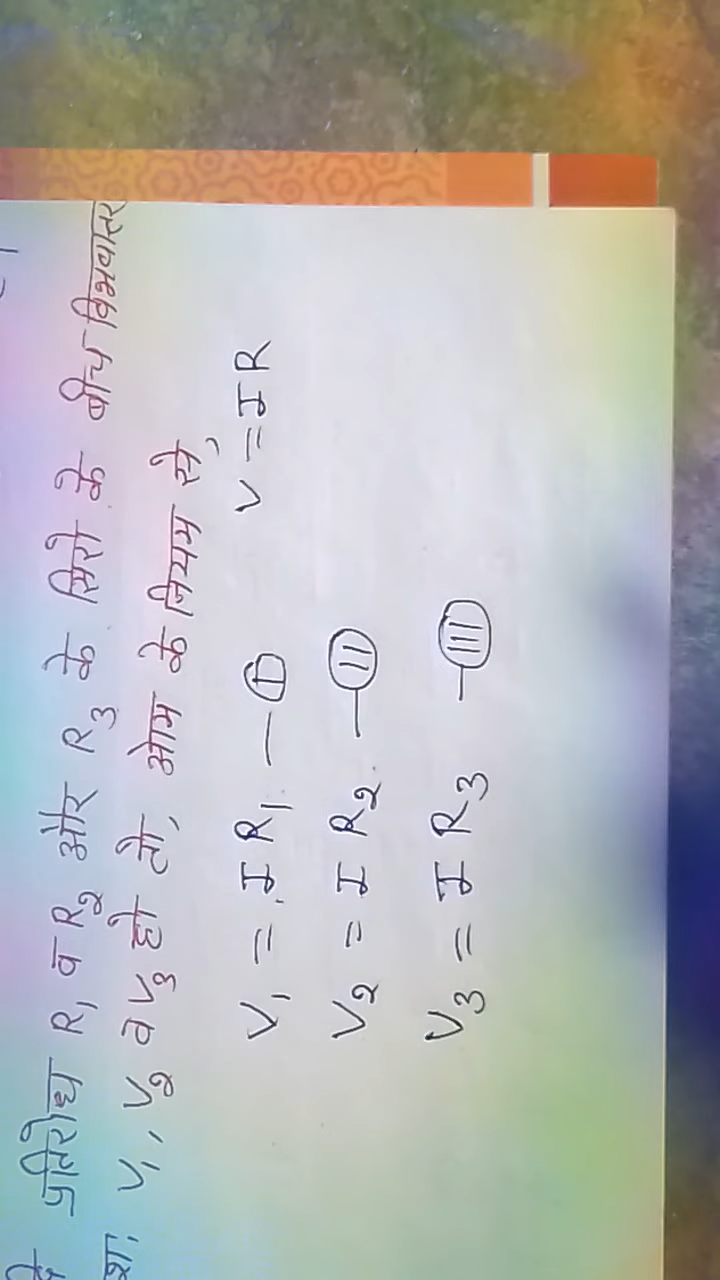 प्रतिरोध R₁ व R₂ और R₃ के सिरो के बीच विभवान्तर
V₁, V₂ व V₃ हो तो, ओम के नियम से,
V₁ = IR₁ — Ⓘ V = IR
V₂ = IR₂ — Ⅱ
V₃ = IR₃ — Ⅲ